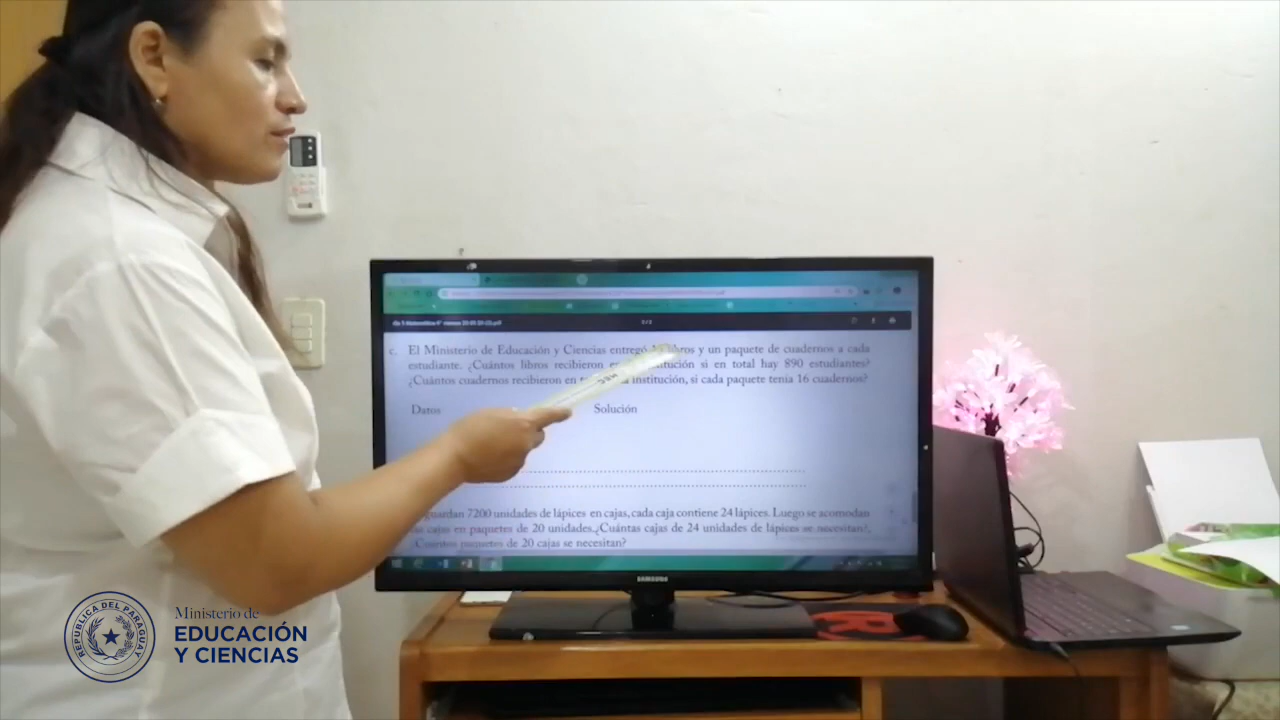 c. El Ministerio de Educación y Ciencias entregó libros y un paquete de cuadernos a cada
estudiante. ¿Cuántos libros recibieron en institución si en total hay 890 estudiantes?
¿Cuántos cuadernos recibieron en institución, si cada paquete tenía 16 cuadernos?
Datos Solución
guardan 7200 unidades de lápices en cajas, cada caja contiene 24 lápices. Luego se acomodan
cajas en paquetes de 20 unidades. ¿Cuántas cajas de 24 unidades de lápices se necesitan?,
Cuántos paquetes de 20 cajas se necesitan?
MEC
SAMSUNG
REPUBLICA DEL PARAGUAY
Ministerio de
EDUCACIÓN
Y CIENCIAS